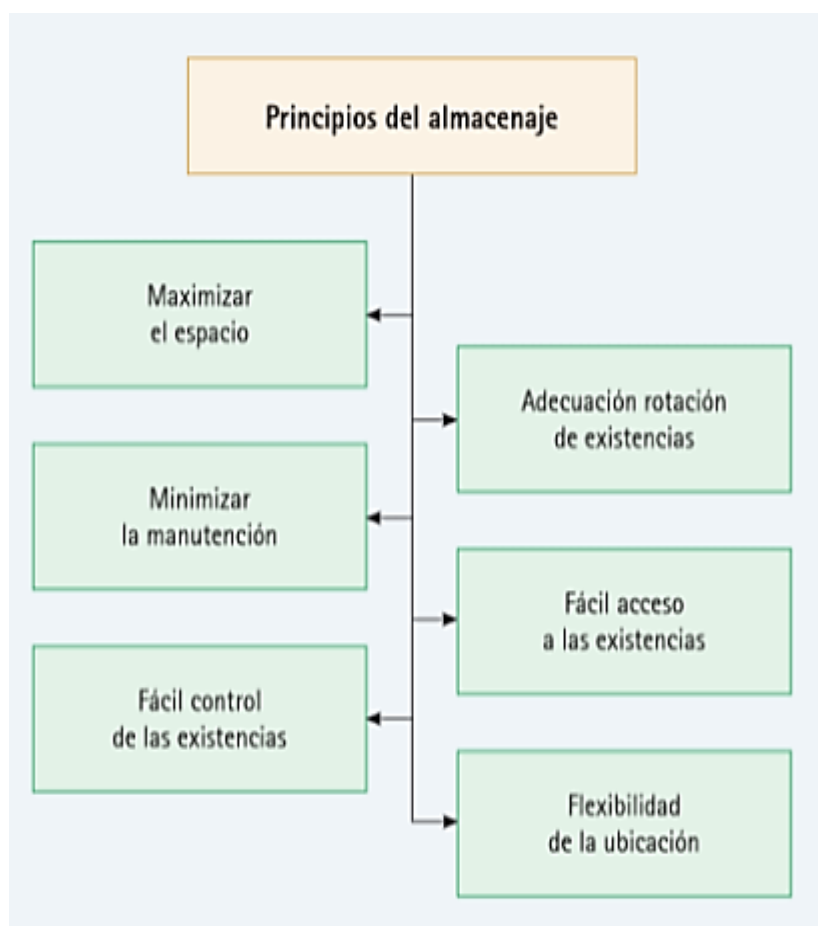 Principios del almacenaje
Maximizar
el espacio
Adecuación rotación
de existencias
Minimizar
la manutención
Fácil acceso
a las existencias
Fácil control
de las existencias
Flexibilidad
de la ubicación